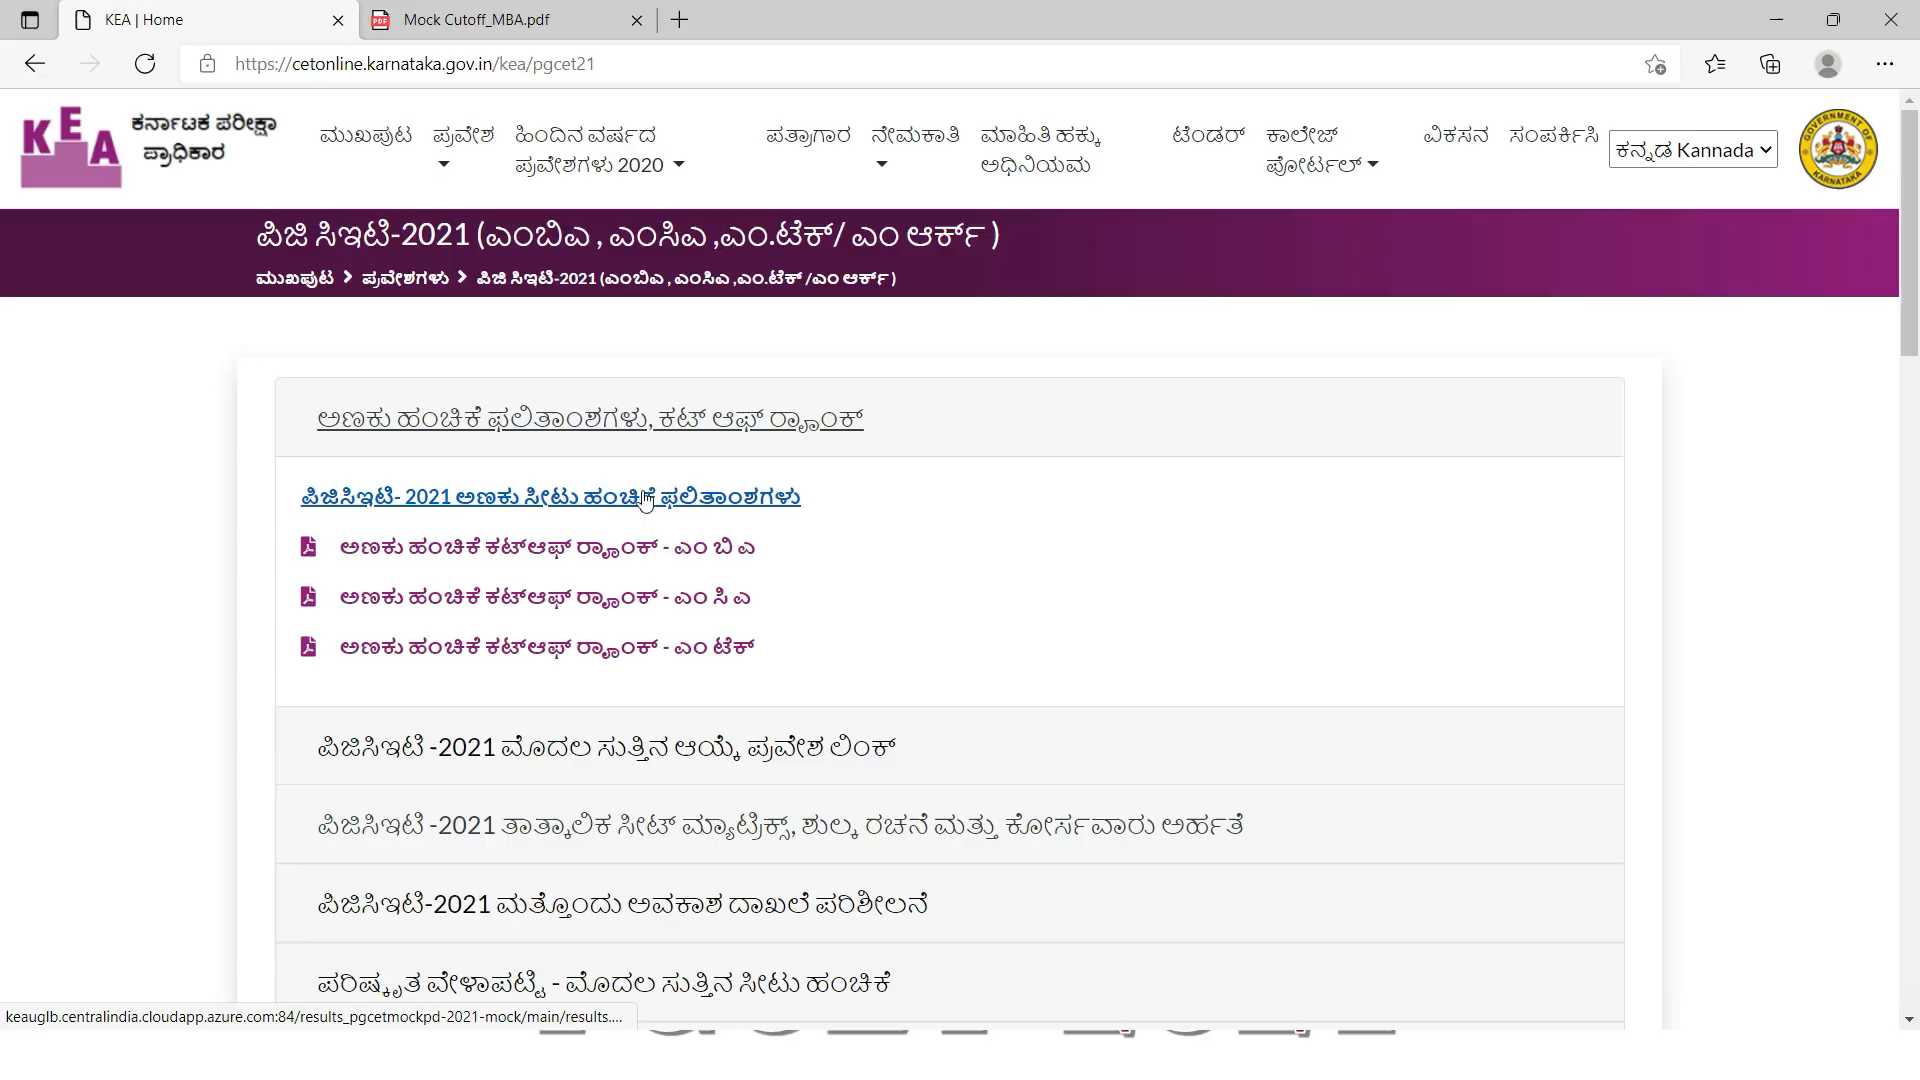 KEA | Home
Mock Cutoff_MBA.pdf
https://cetonline.karnataka.gov.in/kea/pgcet21
KEA
ಕರ್ನಾಟಕ ಪರೀಕ್ಷಾ
ಪ್ರಾಧಿಕಾರ
ಮುಖಪುಟ
ಪ್ರವೇಶ
ಹಿಂದಿನ ವರ್ಷದ
ಪ್ರವೇಶಗಳು 2020
ಪತ್ರಾಗಾರ
ನೇಮಕಾತಿ
ಮಾಹಿತಿ ಹಕ್ಕು
ಅಧಿನಿಯಮ
ಟೆಂಡರ್
ಕಾಲೇಜ್
ಪೋರ್ಟಲ್
ವಿಕಸನ
ಸಂಪರ್ಕಿಸಿ
ಕನ್ನಡ Kannada
GOVERNMENT OF
KARNATAKA
ಪಿಜಿ ಸಿಇಟಿ-2021 (ಎಂಬಿಎ , ಎಂಸಿಎ ,ಎಂ.ಟೆಕ್/ ಎಂ ಆರ್ಕ್ )
ಮುಖಪುಟ > ಪ್ರವೇಶಗಳು > ಪಿಜಿ ಸಿಇಟಿ-2021 (ಎಂಬಿಎ , ಎಂಸಿಎ ,ಎಂ.ಟೆಕ್ /ಎಂ ಆರ್ಕ್ )
ಅಣಕು ಹಂಚಿಕೆ ಫಲಿತಾಂಶಗಳು, ಕಟ್ ಆಫ್ ರ‍್ಯಾಂಕ್
ಪಿಜಿಸಿಇಟಿ- 2021 ಅಣಕು ಸೀಟು ಹಂಚಿಕೆ ಫಲಿತಾಂಶಗಳು
ಅಣಕು ಹಂಚಿಕೆ ಕಟ್ಆಫ್ ರ‍್ಯಾಂಕ್ - ಎಂ ಬಿ ಎ
ಅಣಕು ಹಂಚಿಕೆ ಕಟ್ಆಫ್ ರ‍್ಯಾಂಕ್ - ಎಂ ಸಿ ಎ
ಅಣಕು ಹಂಚಿಕೆ ಕಟ್ಆಫ್ ರ‍್ಯಾಂಕ್ - ಎಂ ಟೆಕ್
ಪಿಜಿಸಿಇಟಿ -2021 ಮೊದಲ ಸುತ್ತಿನ ಆಯ್ಕೆ ಪ್ರವೇಶ ಲಿಂಕ್
ಪಿಜಿಸಿಇಟಿ -2021 ತಾತ್ಕಾಲಿಕ ಸೀಟ್ ಮ್ಯಾಟ್ರಿಕ್ಸ್, ಶುಲ್ಕ ರಚನೆ ಮತ್ತು ಕೋರ್ಸವಾರು ಅರ್ಹತೆ
ಪಿಜಿಸಿಇಟಿ-2021 ಮತ್ತೊಂದು ಅವಕಾಶ ದಾಖಲೆ ಪರಿಶೀಲನೆ
ಪರಿಷ್ಕೃತ ವೇಳಾಪಟ್ಟಿ - ಮೊದಲ ಸುತ್ತಿನ ಸೀಟು ಹಂಚಿಕೆ
keauglb.centralindia.cloudapp.azure.com:84/results_pgcetmockpd-2021-mock/main/results....